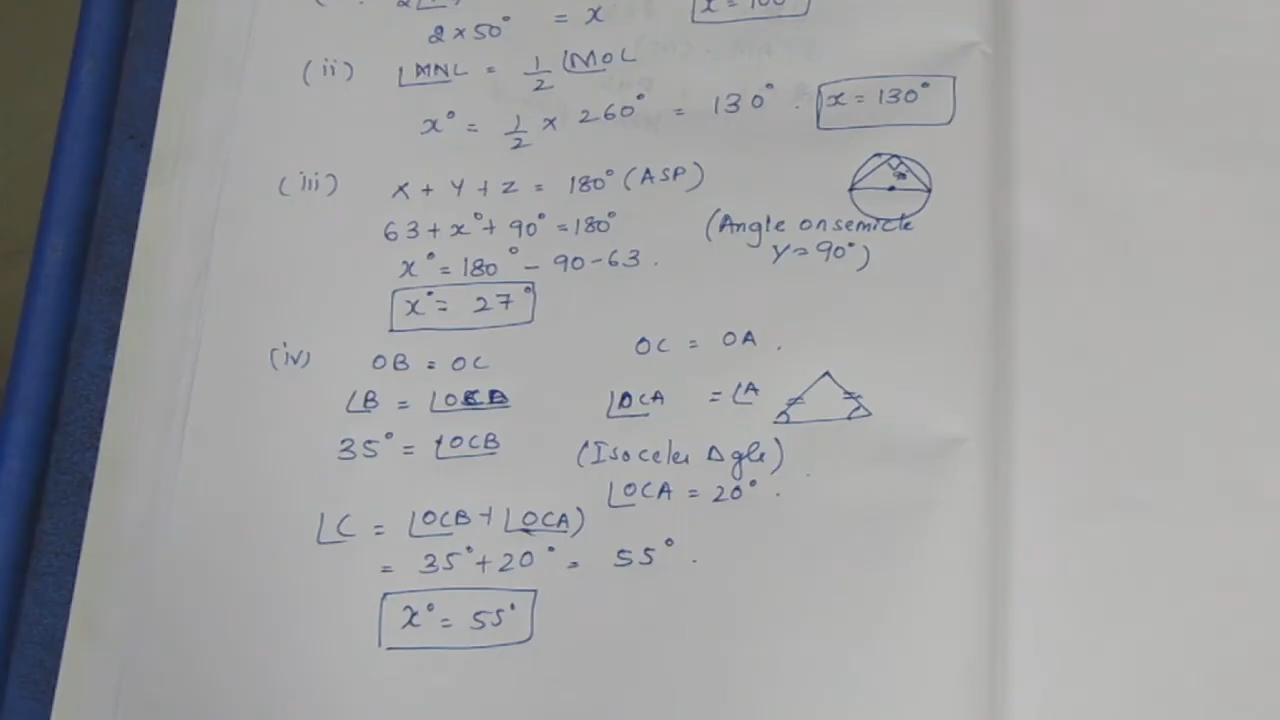 2 × 50° = x
(ii) ∠MNL = 1/2 ∠MOL
x° = 1/2 × 260° = 130° . x = 130°
(iii) X + Y + Z = 180° (ASP)
63 + x° + 90° = 180° (Angle on semicle
x° = 180° - 90 - 63 . Y = 90°)
x° = 27°
(iv) OB = OC OC = OA .
∠B = ∠OCB ∠OCA = ∠A
35° = ∠OCB (Isoceles Δgle)
∠OCA = 20° .
∠C = ∠OCB + ∠OCA)
= 35° + 20° = 55° .
x° = 55°